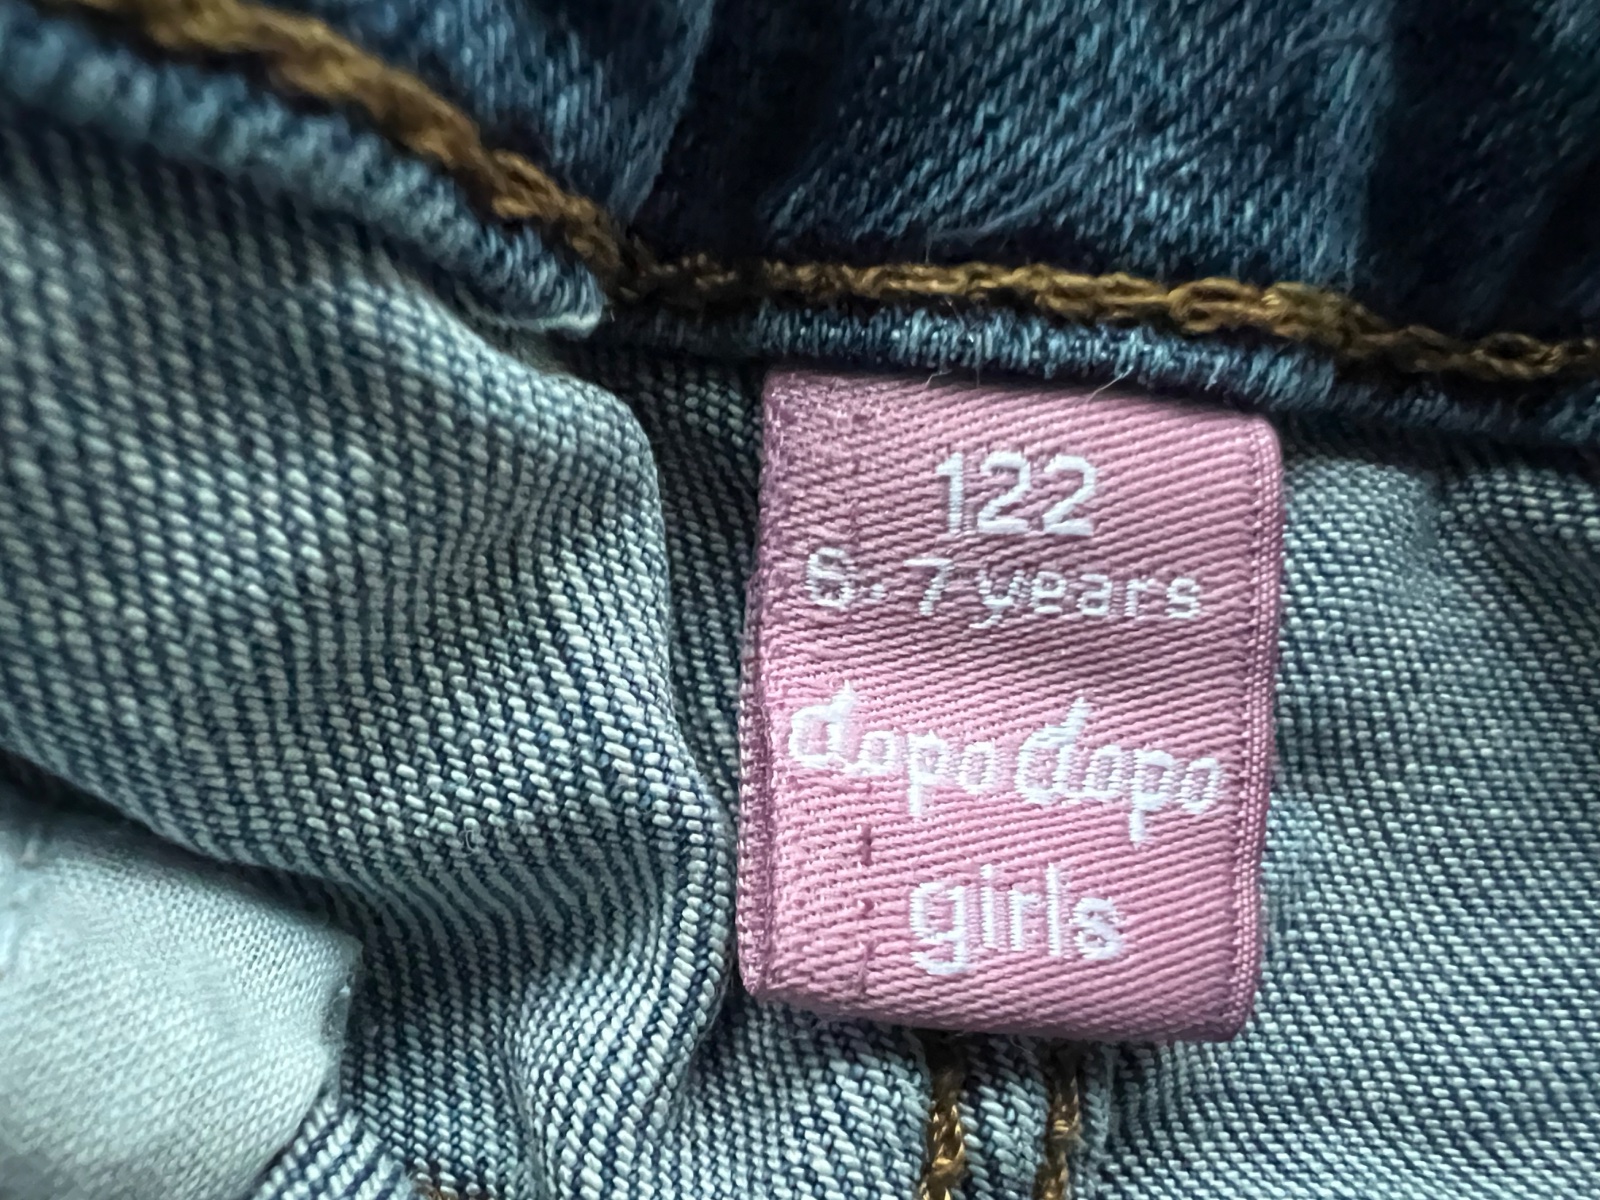 122
6-7 years
dopodopo
girls